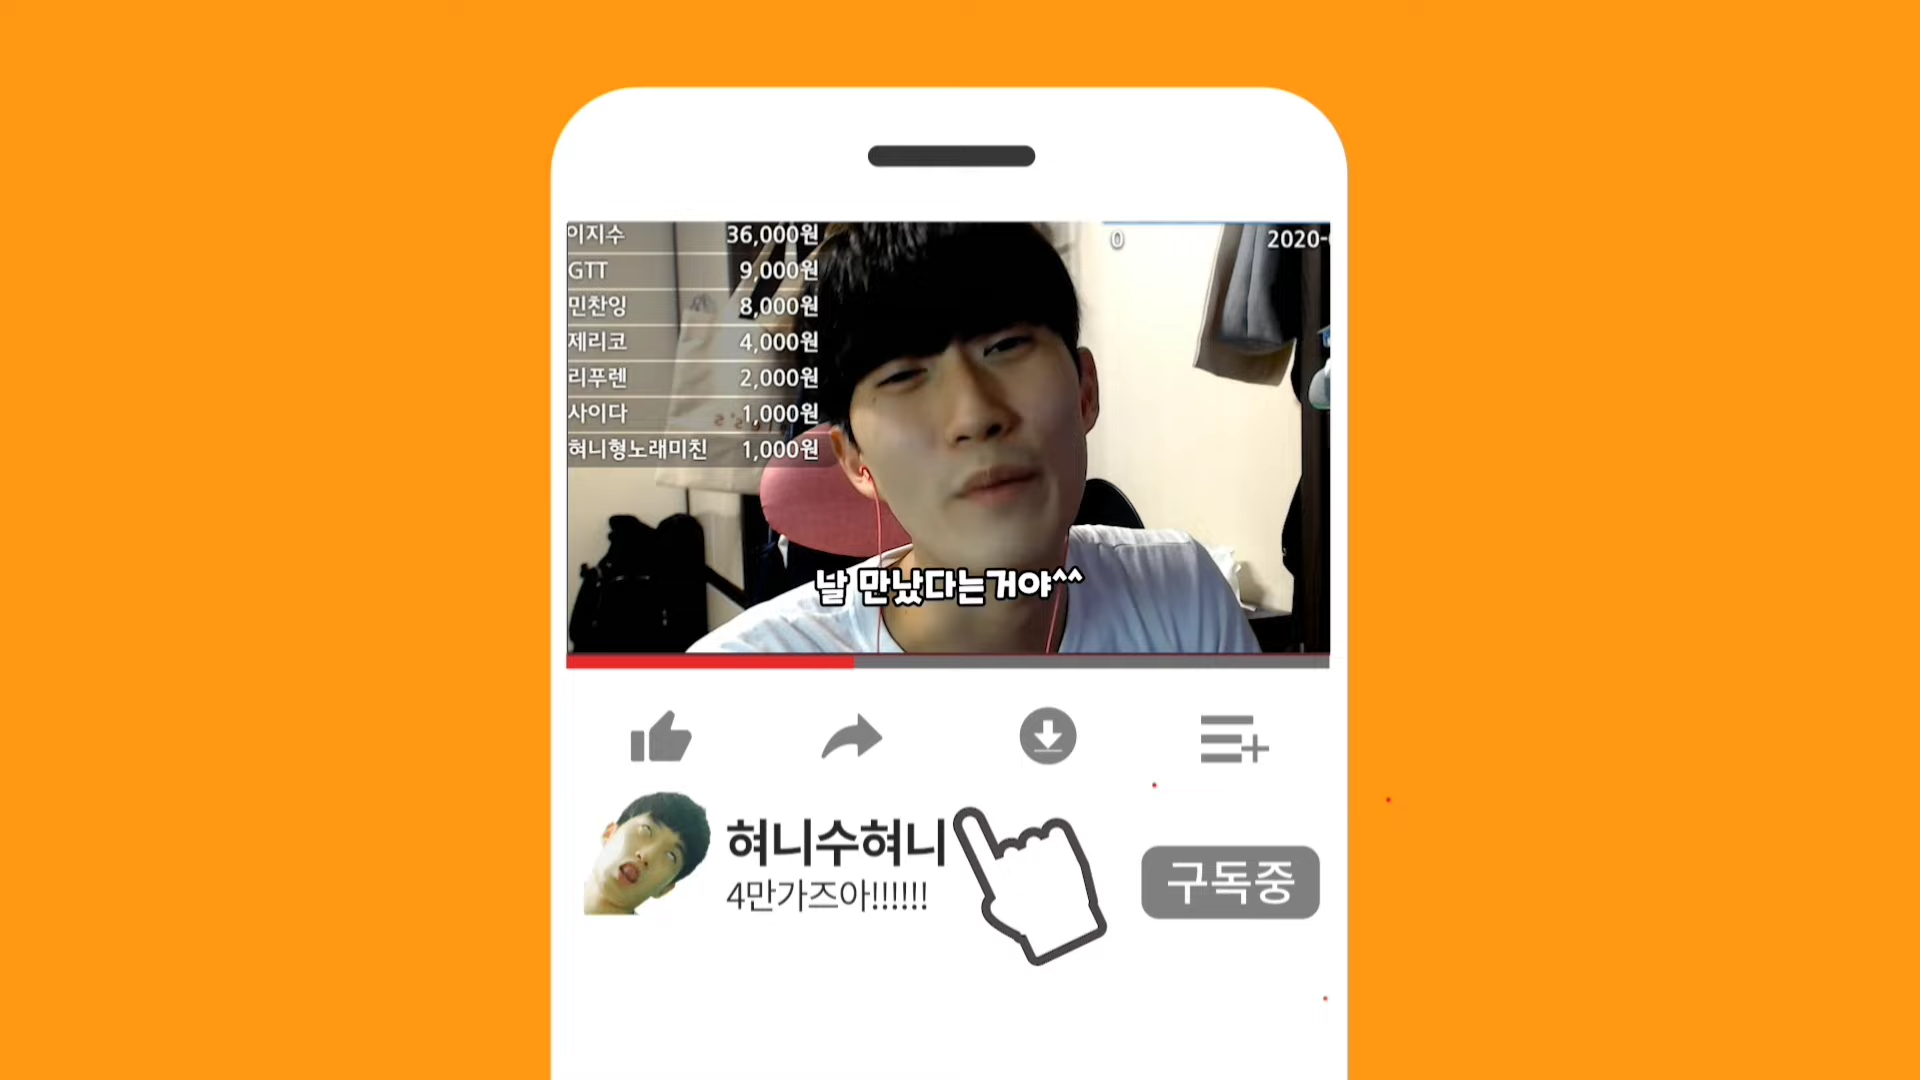 이지수 36,000원
GTT 9,000원
민찬잉 8,000원
제리코 4,000원
리푸렌 2,000원
사이다 1,000원
혀니형노래미친 1,000원
0 2020-
날 만났다는거야^^
혀니수혀니
4만가즈아!!!!!!
구독중